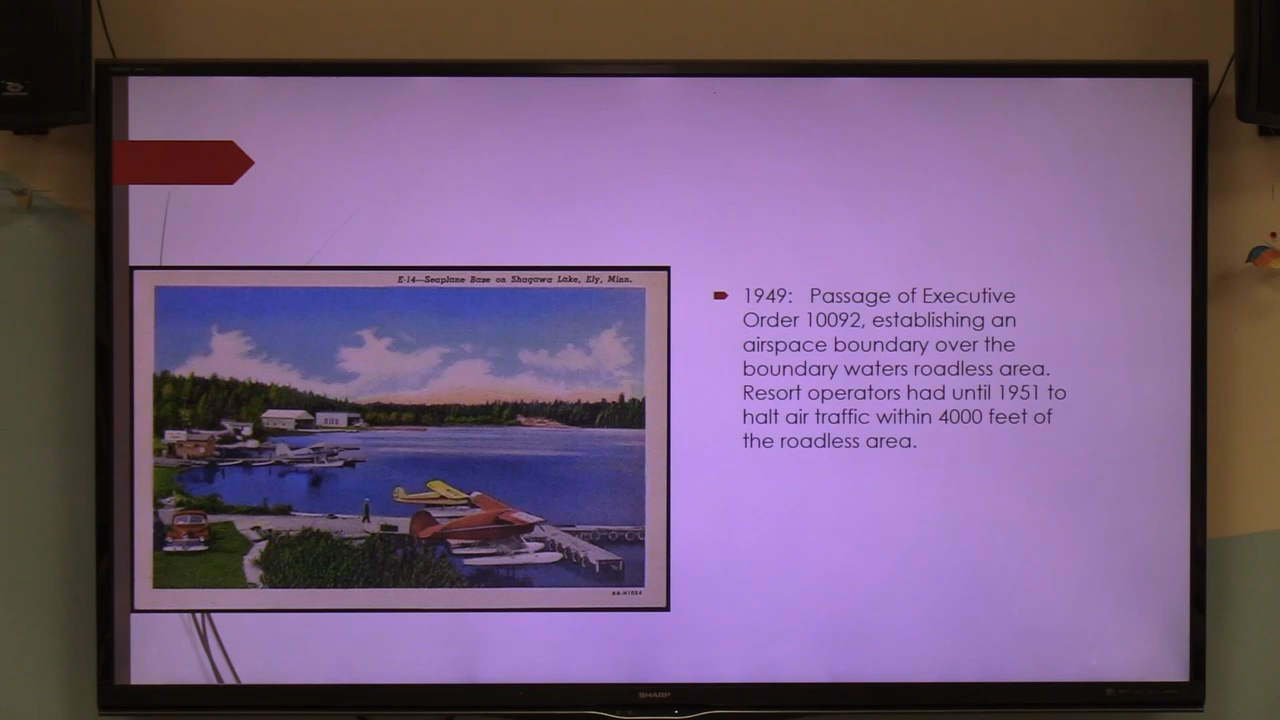 E-14—Seaplane Base on Shagawa Lake, Ely, Minn.
1949: Passage of Executive
Order 10092, establishing an
airspace boundary over the
boundary waters roadless area.
Resort operators had until 1951 to
halt air traffic within 4000 feet of
the roadless area.
SHARP